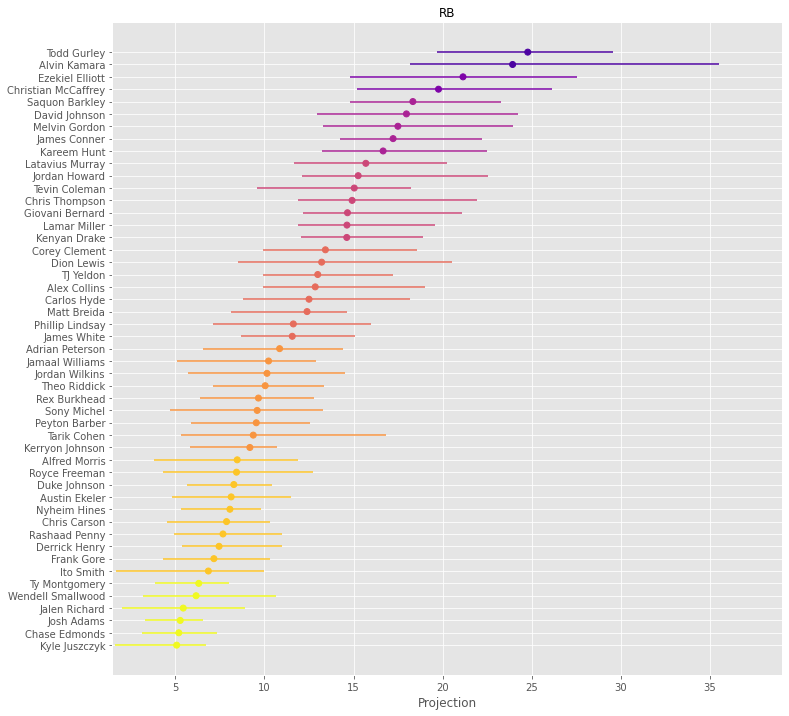 RB
Todd Gurley
Alvin Kamara
Ezekiel Elliott
Christian McCaffrey
Saquon Barkley
David Johnson
Melvin Gordon
James Conner
Kareem Hunt
Latavius Murray
Jordan Howard
Tevin Coleman
Chris Thompson
Giovani Bernard
Lamar Miller
Kenyan Drake
Corey Clement
Dion Lewis
TJ Yeldon
Alex Collins
Carlos Hyde
Matt Breida
Phillip Lindsay
James White
Adrian Peterson
Jamaal Williams
Jordan Wilkins
Theo Riddick
Rex Burkhead
Sony Michel
Peyton Barber
Tarik Cohen
Kerryon Johnson
Alfred Morris
Royce Freeman
Duke Johnson
Austin Ekeler
Nyheim Hines
Chris Carson
Rashaad Penny
Derrick Henry
Frank Gore
Ito Smith
Ty Montgomery
Wendell Smallwood
Jalen Richard
Josh Adams
Chase Edmonds
Kyle Juszczyk
5 10 15 20 25 30 35
Projection